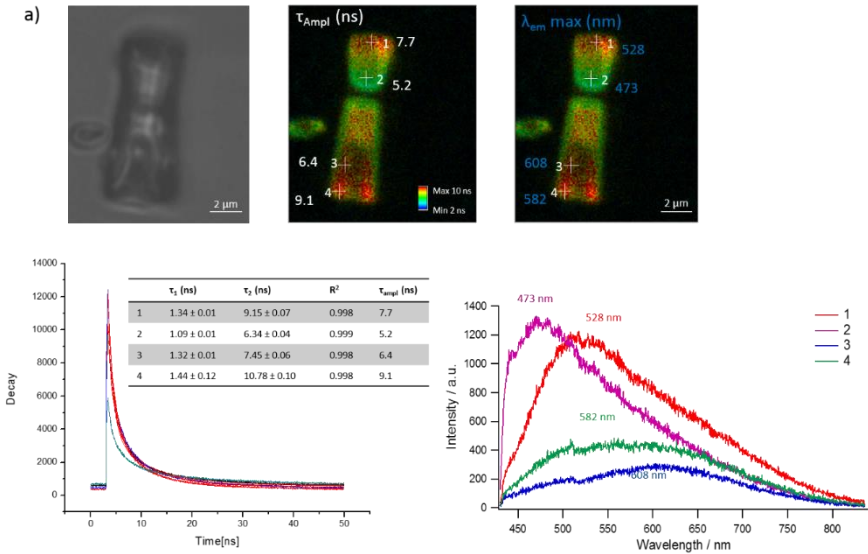 a)
2 μm
τAmpl (ns)
1 7.7
2
5.2
6.4
3
4
9.1
Max 10 ns
Min 2 ns
λem max (nm)
1
528
2
473
608
3
582
4
2 μm
14000
12000
10000
8000
6000
4000
2000
0
Decay
0 10 20 30 40 50
Time[ns]
τ1 (ns) τ2 (ns) R2 τampl (ns)
1 1.34 ± 0.01 9.15 ± 0.07 0.998 7.7
2 1.09 ± 0.01 6.34 ± 0.04 0.999 5.2
3 1.32 ± 0.01 7.45 ± 0.06 0.998 6.4
4 1.44 ± 0.12 10.78 ± 0.10 0.998 9.1
1400
1200
1000
800
600
400
200
0
Intensity / a.u.
473 nm
528 nm
582 nm
608 nm
1
2
3
4
450 500 550 600 650 700 750 800
Wavelength / nm